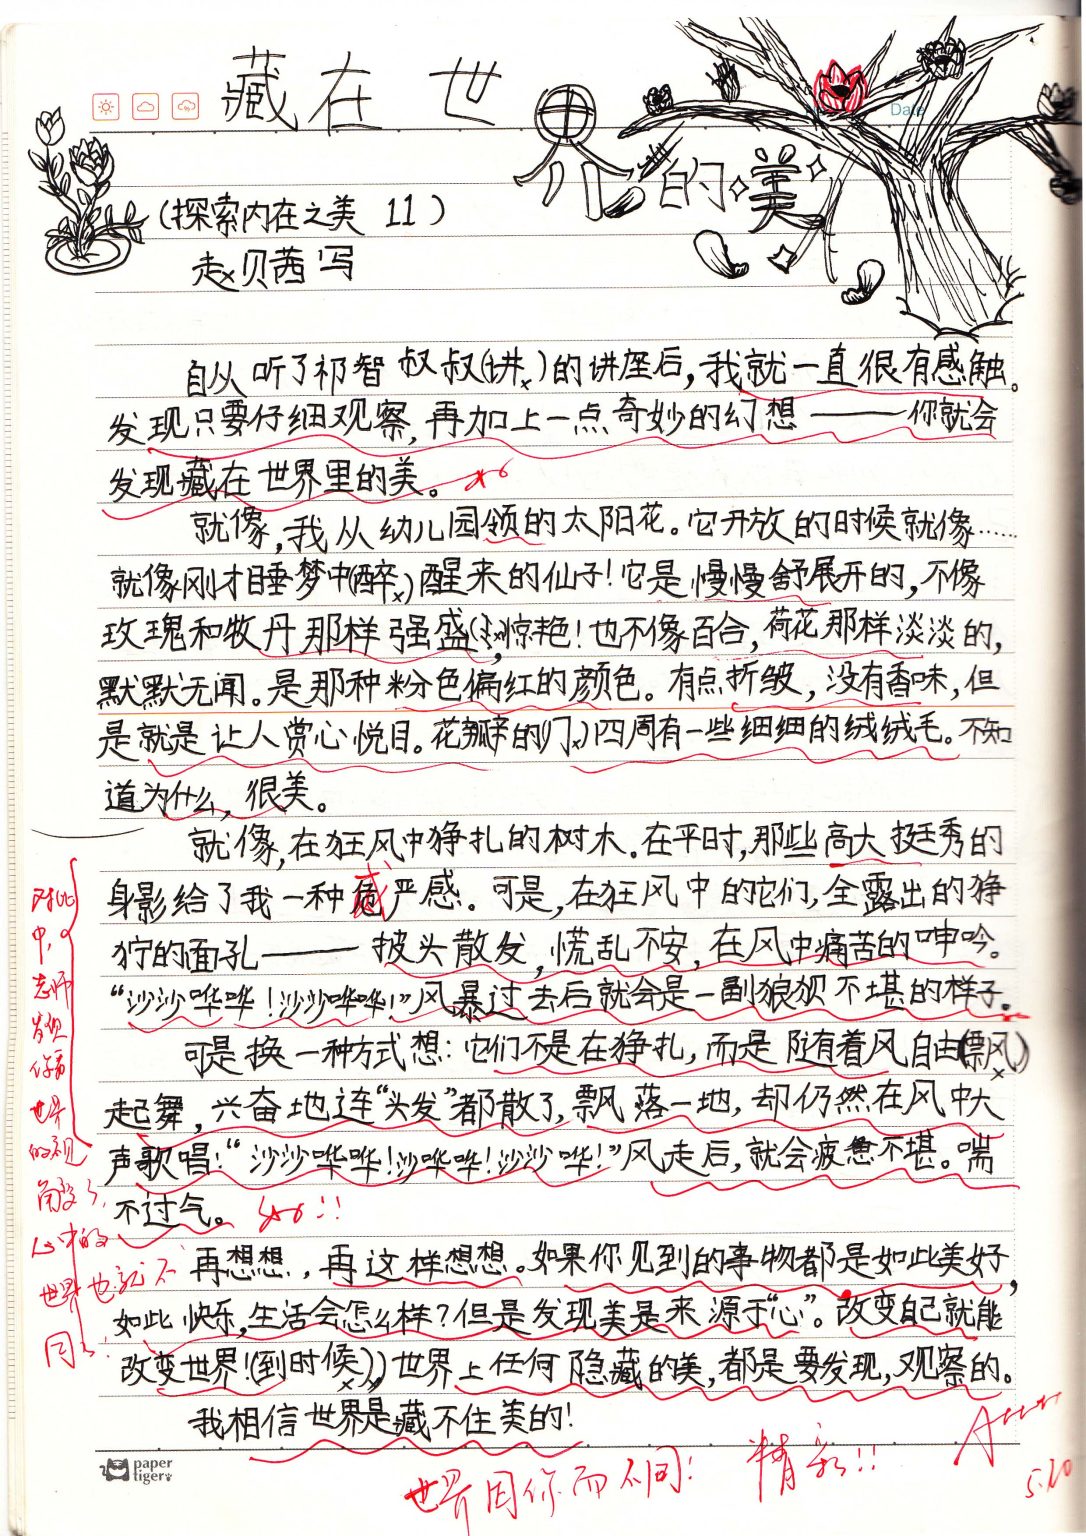 藏在世界的美
Date
(探索内在之美 11)
赵贝茜写
自从听了祁智叔叔(讲)的讲座后,我就一直很有感触。
发现只要仔细观察,再加上一点奇妙的幻想——你就会
发现藏在世界里的美。
就像,我从幼儿园领的太阳花。它开放的时候就像……
就像刚才睡梦中(醉)醒来的仙子!它是慢慢舒展开的,不像
玫瑰和牧丹那样强盛,惊艳!也不像百合,荷花那样淡淡的,
默默无闻。是那种粉色偏红的颜色。有点折皱,没有香味,但
是就是让人赏心悦目。花瓣的(门)四周有一些细细的绒绒毛。不知
道为什么,很美。
就像,在狂风中狰扎的树木。在平时,那些高大挺秀的
身影给了我一种威严感。可是,在狂风中的它们,全露出的狰
狞的面孔——披头散发,慌乱不安,在风中痛苦的呻吟。
“沙沙哗哗!沙沙哗哗!”风暴过去后就会是一副狼狈不堪的样子。
可是换一种方式想:它们不是在狰扎,而是随着风自由(飘)
起舞,兴奋地连“头发”都散了,飘落一地,却仍然在风中大
声歌唱:“沙沙哗哗!沙哗哗!沙沙哗!”风走后,就会疲惫不堪。喘
不过气。
再想想,再这样想想。如果你见到的事物都是如此美好,
如此快乐,生活会怎么样?但是发现美是来源于“心”。改变自己就能
改变世界!(到时候)世界上任何隐藏的美,都是要发现,观察的。
我相信世界是藏不住美的!
对比
中,
老师
发现
你看
世界
的视
角变了,
心中的
世界也就不
同了!
paper
tiger
世界因你而不同!
精彩!!
5.20